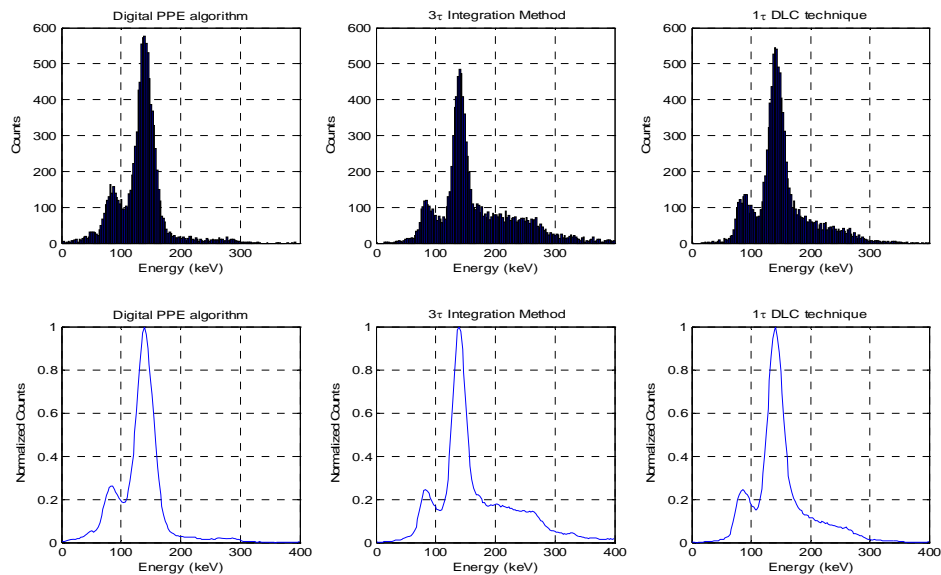 Digital PPE algorithm
3τ Integration Method
1τ DLC technique
600
500
400
300
200
100
0
Counts
0 100 200 300 400
Energy (keV)
600
500
400
300
200
100
0
Counts
0 100 200 300 400
Energy (keV)
600
500
400
300
200
100
0
Counts
0 100 200 300
Energy (keV)
Digital PPE algorithm
3τ Integration Method
1τ DLC technique
1
0.8
0.6
0.4
0.2
0
Normalized Counts
0 100 200 300 400
Energy (keV)
1
0.8
0.6
0.4
0.2
0
Normalized Counts
0 100 200 300 400
Energy (keV)
1
0.8
0.6
0.4
0.2
0
Normalized Counts
0 100 200 300 400
Energy (keV)